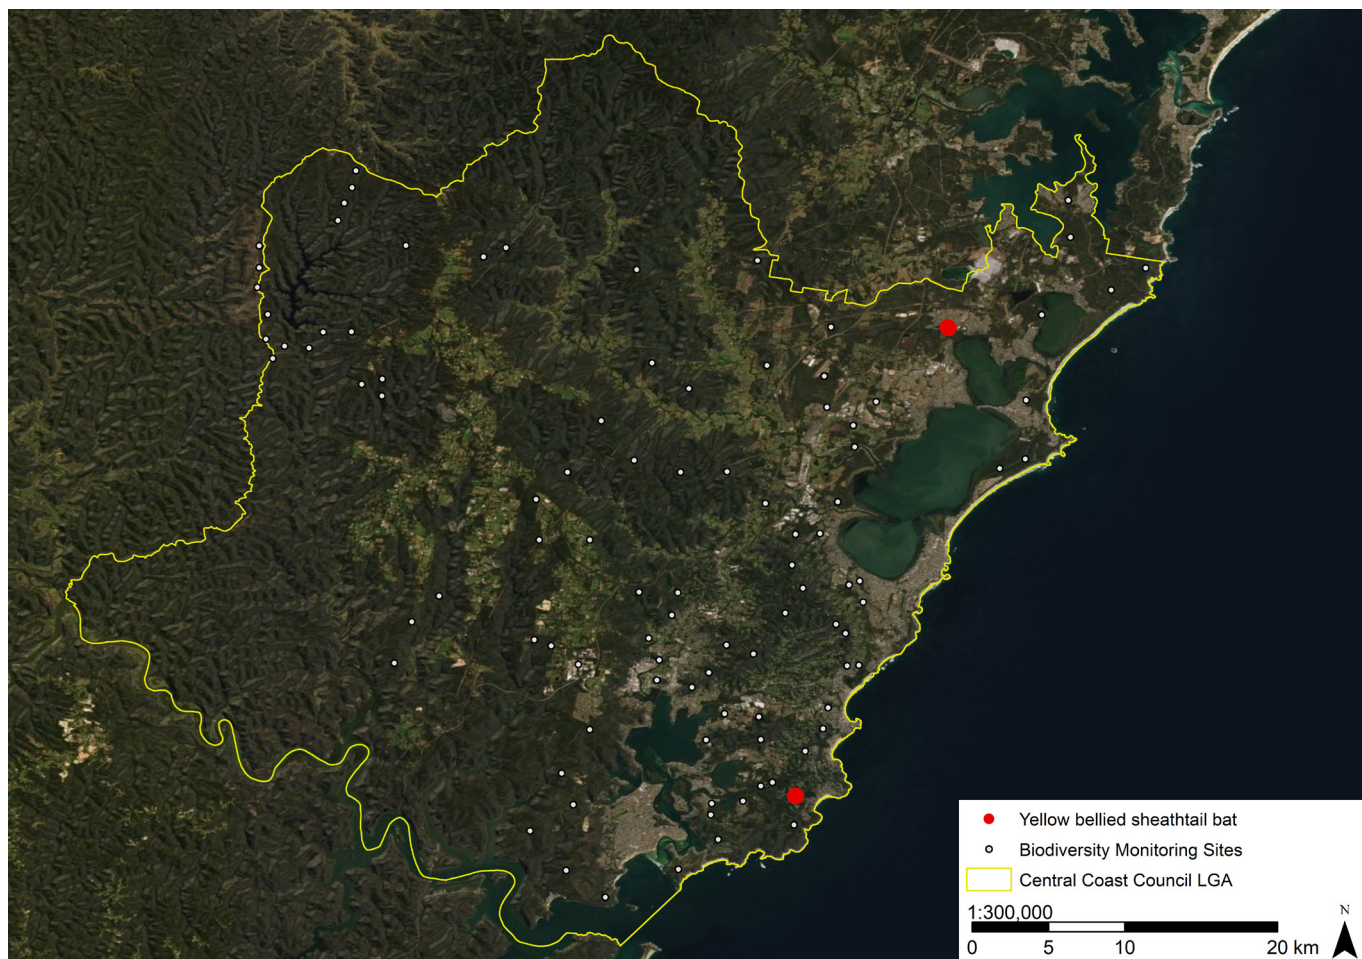 Yellow bellied sheathtail bat
Biodiversity Monitoring Sites
Central Coast Council LGA
1:300,000
0 5 10 20 km
N